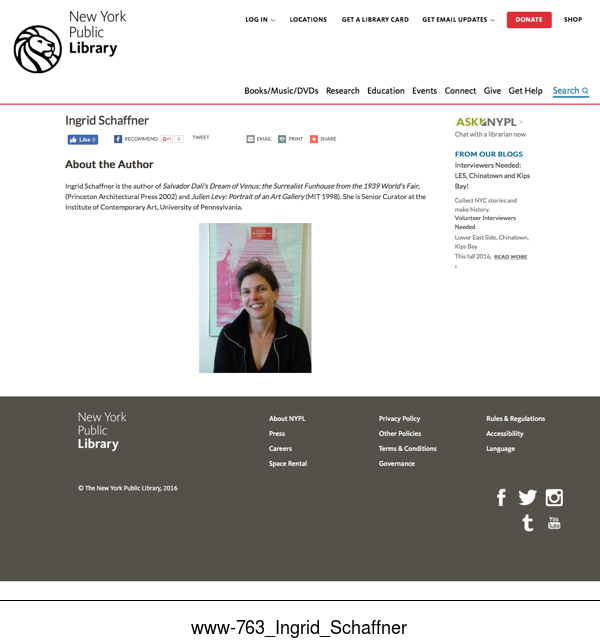 New York
Public
Library
LOG IN
LOCATIONS
GET A LIBRARY CARD
GET EMAIL UPDATES
DONATE
SHOP
Books/Music/DVDs Research Education Events Connect Give Get Help Search
Ingrid Schaffner
Like 0
RECOMMEND
0
TWEET
EMAIL
PRINT
SHARE
About the Author
Ingrid Schaffner is the author of Salvador Dali's Dream of Venus: the Surrealist Funhouse from the 1939 World's Fair,
(Princeton Architectural Press 2002) and Julien Levy: Portrait of an Art Gallery (MIT 1998). She is Senior Curator at the
Institute of Contemporary Art, University of Pennsylvania.
ASK NYPL >
Chat with a librarian now
FROM OUR BLOGS
Interviewers Needed:
LES, Chinatown and Kips
Bay!
Collect NYC stories and
make history.
Volunteer Interviewers
Needed
Lower East Side, Chinatown,
Kips Bay
This fall 2016, READ MORE
New York
Public
Library
© The New York Public Library, 2016
About NYPL
Press
Careers
Space Rental
Privacy Policy
Other Policies
Terms & Conditions
Governance
Rules & Regulations
Accessibility
Language
You
Tube
www-763_Ingrid_Schaffner